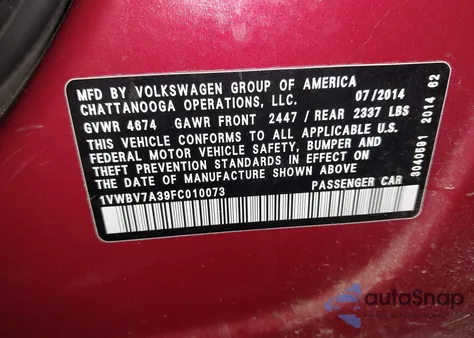 MFD. BY VOLKSWAGEN GROUP OF AMERICA
CHATTANOOGA OPERATIONS, LLC. 07/2014
GVWR 4674 GAWR FRONT 2447 / REAR 2337 LBS
THIS VEHICLE CONFORMS TO ALL APPLICABLE U.S.
FEDERAL MOTOR VEHICLE SAFETY, BUMPER AND
THEFT PREVENTION STANDARDS IN EFFECT ON
THE DATE OF MANUFACTURE SHOWN ABOVE
1VWBV7A39FC010073 PASSENGER CAR
3040591 2014 62
autoSnap